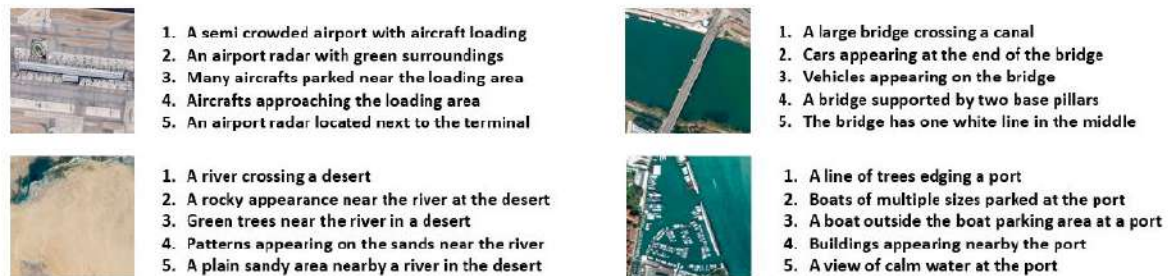 1. A semi crowded airport with aircraft loading
2. An airport radar with green surroundings
3. Many aircrafts parked near the loading area
4. Aircrafts approaching the loading area
5. An airport radar located next to the terminal
1. A large bridge crossing a canal
2. Cars appearing at the end of the bridge
3. Vehicles appearing on the bridge
4. A bridge supported by two base pillars
5. The bridge has one white line in the middle
1. A river crossing a desert
2. A rocky appearance near the river at the desert
3. Green trees near the river in a desert
4. Patterns appearing on the sands near the river
5. A plain sandy area nearby a river in the desert
1. A line of trees edging a port
2. Boats of multiple sizes parked at the port
3. A boat outside the boat parking area at a port
4. Buildings appearing nearby the port
5. A view of calm water at the port